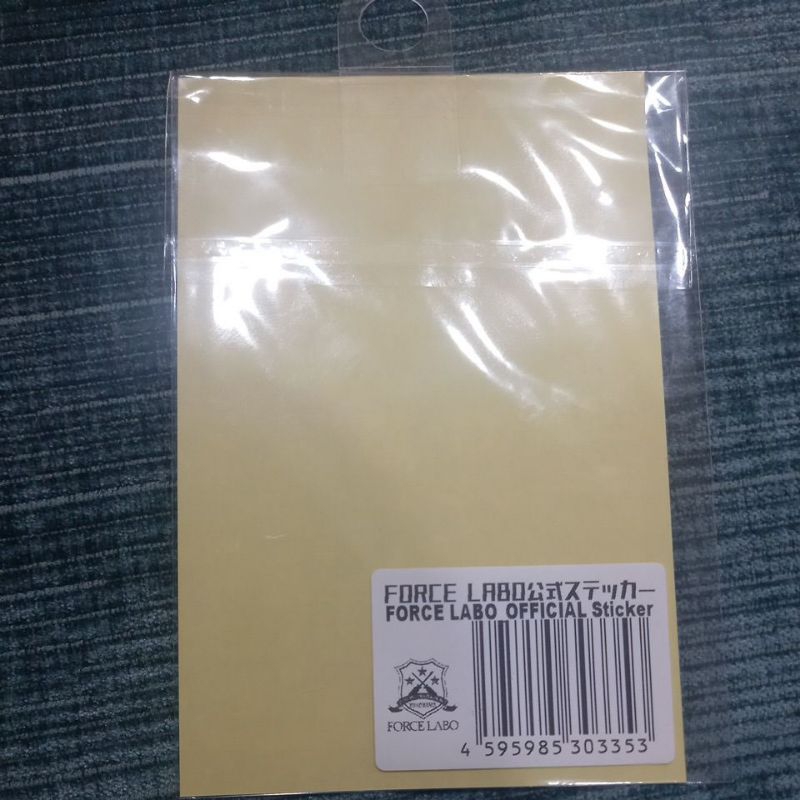 FORCE LABO公式ステッカー
FORCE LABO OFFICIAL Sticker
FORCE LABO
4 595985 303353